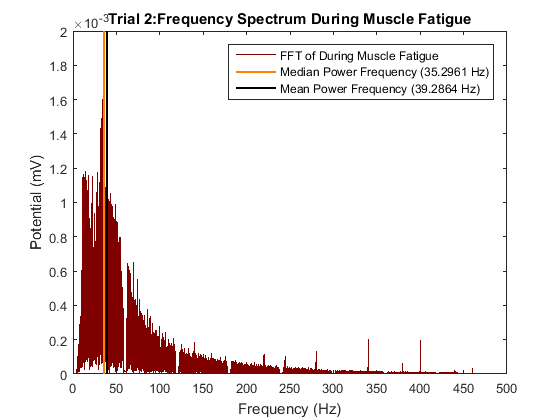 ×10⁻³
Trial 2:Frequency Spectrum During Muscle Fatigue
2
1.8
1.6
1.4
1.2
1
0.8
0.6
0.4
0.2
0
Potential (mV)
FFT of During Muscle Fatigue
Median Power Frequency (35.2961 Hz)
Mean Power Frequency (39.2864 Hz)
0 50 100 150 200 250 300 350 400 450 500
Frequency (Hz)